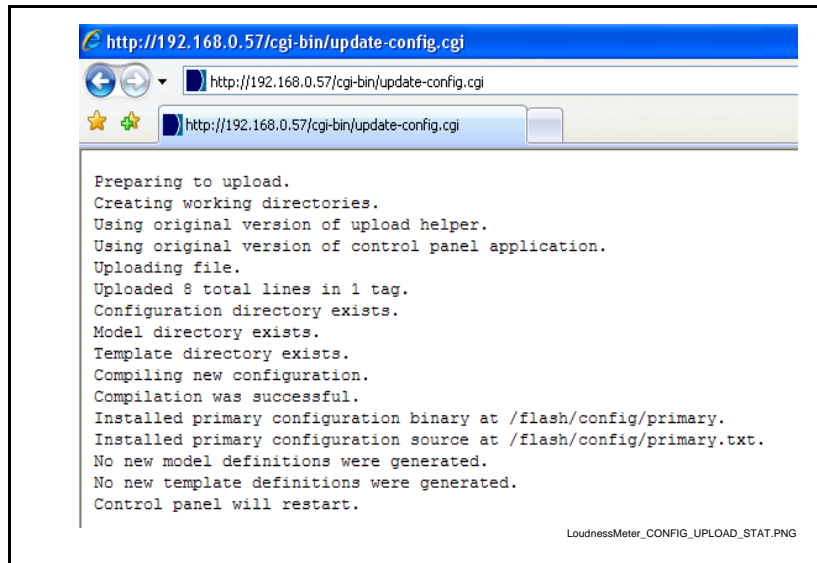 http://192.168.0.57/cgi-bin/update-config.cgi
http://192.168.0.57/cgi-bin/update-config.cgi
http://192.168.0.57/cgi-bin/update-config.cgi
Preparing to upload.
Creating working directories.
Using original version of upload helper.
Using original version of control panel application.
Uploading file.
Uploaded 8 total lines in 1 tag.
Configuration directory exists.
Model directory exists.
Template directory exists.
Compiling new configuration.
Compilation was successful.
Installed primary configuration binary at /flash/config/primary.
Installed primary configuration source at /flash/config/primary.txt.
No new model definitions were generated.
No new template definitions were generated.
Control panel will restart.
LoudnessMeter_CONFIG_UPLOAD_STAT.PNG